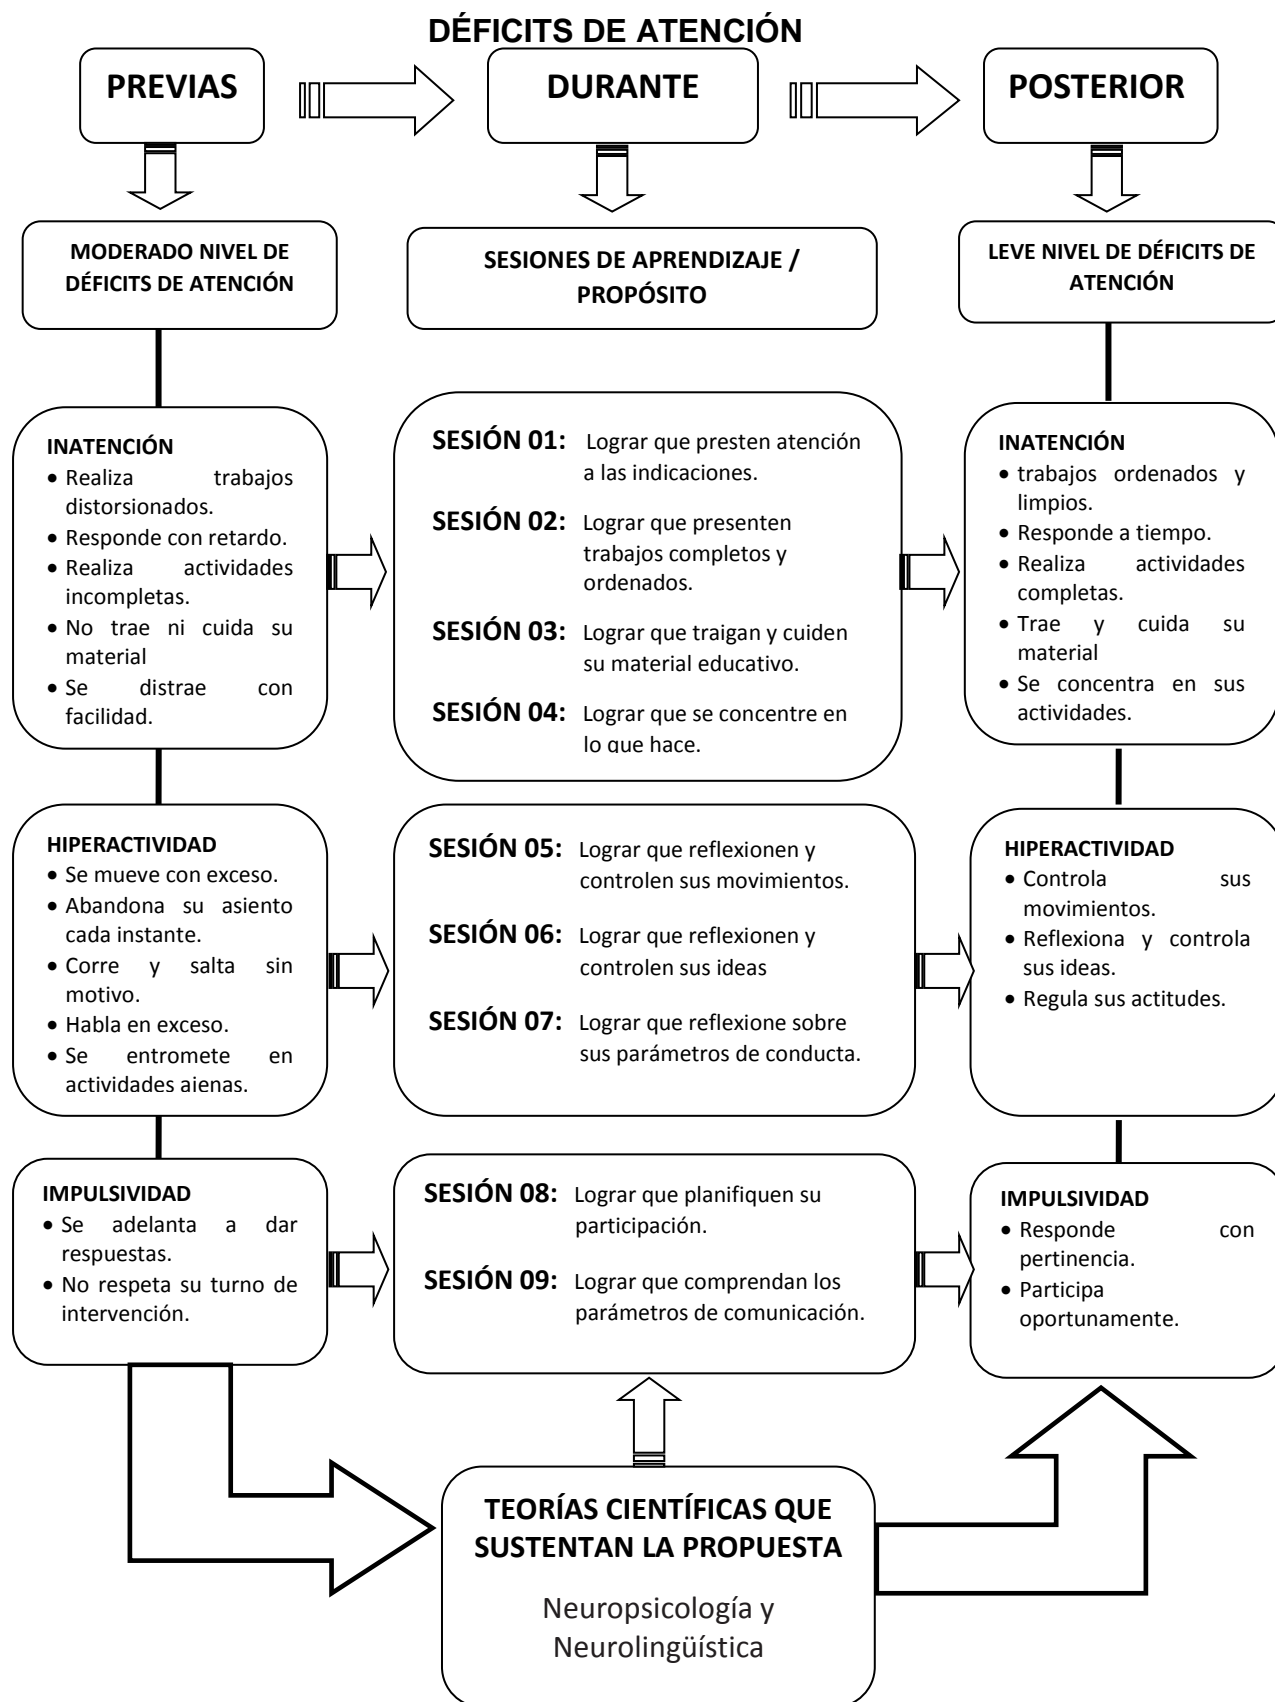 DÉFICITS DE ATENCIÓN
PREVIAS
DURANTE
POSTERIOR
MODERADO NIVEL DE
DÉFICITS DE ATENCIÓN
SESIONES DE APRENDIZAJE /
PROPÓSITO
LEVE NIVEL DE DÉFICITS DE
ATENCIÓN
INATENCIÓN
• Realiza trabajos
distorsionados.
• Responde con retardo.
• Realiza actividades
incompletas.
• No trae ni cuida su
material
• Se distrae con
facilidad.
SESIÓN 01: Lograr que presten atención
a las indicaciones.
SESIÓN 02: Lograr que presenten
trabajos completos y
ordenados.
SESIÓN 03: Lograr que traigan y cuiden
su material educativo.
SESIÓN 04: Lograr que se concentre en
lo que hace.
INATENCIÓN
• trabajos ordenados y
limpios.
• Responde a tiempo.
• Realiza actividades
completas.
• Trae y cuida su
material
• Se concentra en sus
actividades.
HIPERACTIVIDAD
• Se mueve con exceso.
• Abandona su asiento
cada instante.
• Corre y salta sin
motivo.
• Habla en exceso.
• Se entromete en
actividades ajenas.
SESIÓN 05: Lograr que reflexionen y
controlen sus movimientos.
SESIÓN 06: Lograr que reflexionen y
controlen sus ideas
SESIÓN 07: Lograr que reflexione sobre
sus parámetros de conducta.
HIPERACTIVIDAD
• Controla sus
movimientos.
• Reflexiona y controla
sus ideas.
• Regula sus actitudes.
IMPULSIVIDAD
• Se adelanta a dar
respuestas.
• No respeta su turno de
intervención.
SESIÓN 08: Lograr que planifiquen su
participación.
SESIÓN 09: Lograr que comprendan los
parámetros de comunicación.
IMPULSIVIDAD
• Responde con
pertinencia.
• Participa
oportunamente.
TEORÍAS CIENTÍFICAS QUE
SUSTENTAN LA PROPUESTA
Neuropsicología y
Neurolingüística